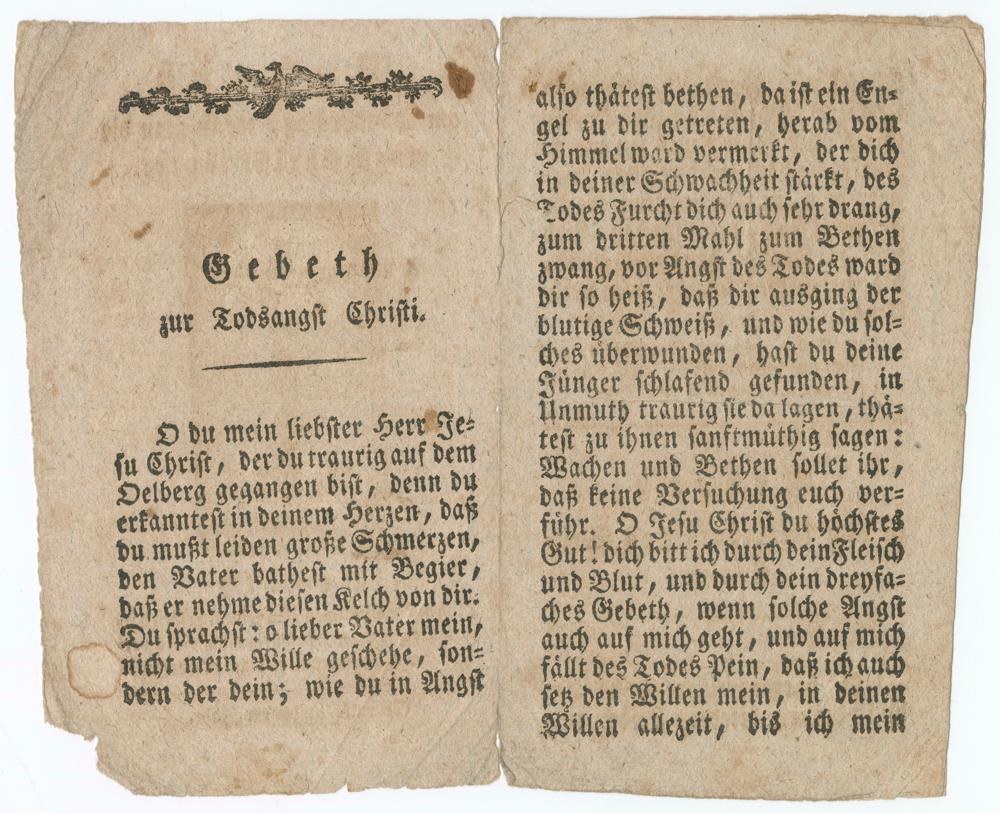 Gebeth
zur Todsangst Christi.
O du mein liebster Herr Je-
su Christ, der du traurig auf dem
Oelberg gegangen bist, denn du
erkanntest in deinem Herzen, daß
du mußt leiden große Schmerzen,
den Vater bathest mit Begier,
daß er nehme diesen Kelch von dir.
Du sprachst: o lieber Vater mein,
nicht mein Wille geschehe, son-
dern der dein; wie du in Angst
also thätest bethen, da ist ein En-
gel zu dir getreten, herab vom
Himmel ward vermerkt, der dich
in deiner Schwachheit stärkt, des
Todes Furcht dich auch sehr drang,
zum dritten Mahl zum Bethen
zwang, vor Angst des Todes ward
dir so heiß, daß dir ausging der
blutige Schweiß, und wie du sol-
ches überwunden, hast du deine
Jünger schlafend gefunden, in
Unmuth traurig sie da lagen, thä-
test zu ihnen sanftmüthig sagen:
Wachen und Bethen sollet ihr,
daß keine Versuchung euch ver-
führ. O Jesu Christ du höchstes
Gut! dich bitt ich durch dein Fleisch
und Blut, und durch dein dreyfa-
ches Gebeth, wenn solche Angst
auch auf mich geht, und auf mich
fällt des Todes Pein, daß ich auch
setz den Willen mein, in deinen
Willen allezeit, bis ich mein